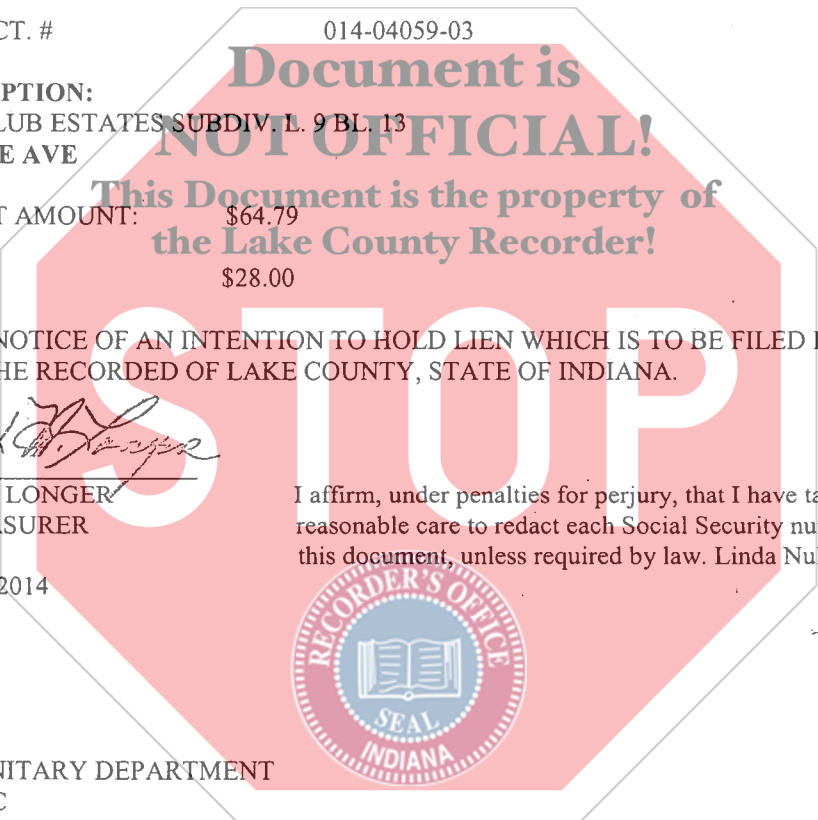 CT. # 014-04059-03
Document is
PTION:
LUB ESTATES SUBDIV. L. 9 BL. 13
NOT OFFICIAL!
E AVE
This Document is the property of
T AMOUNT: $64.79
the Lake County Recorder!
$28.00
STOP
NOTICE OF AN INTENTION TO HOLD LIEN WHICH IS TO BE FILED
HE RECORDED OF LAKE COUNTY, STATE OF INDIANA.
LONGER
I affirm, under penalties for perjury, that I have ta
ASURER
reasonable care to redact each Social Security nu
this document, unless required by law. Linda Nu
2014
RECORDER'S OFFICE
SEAL
INDIANA
NITARY DEPARTMENT
C